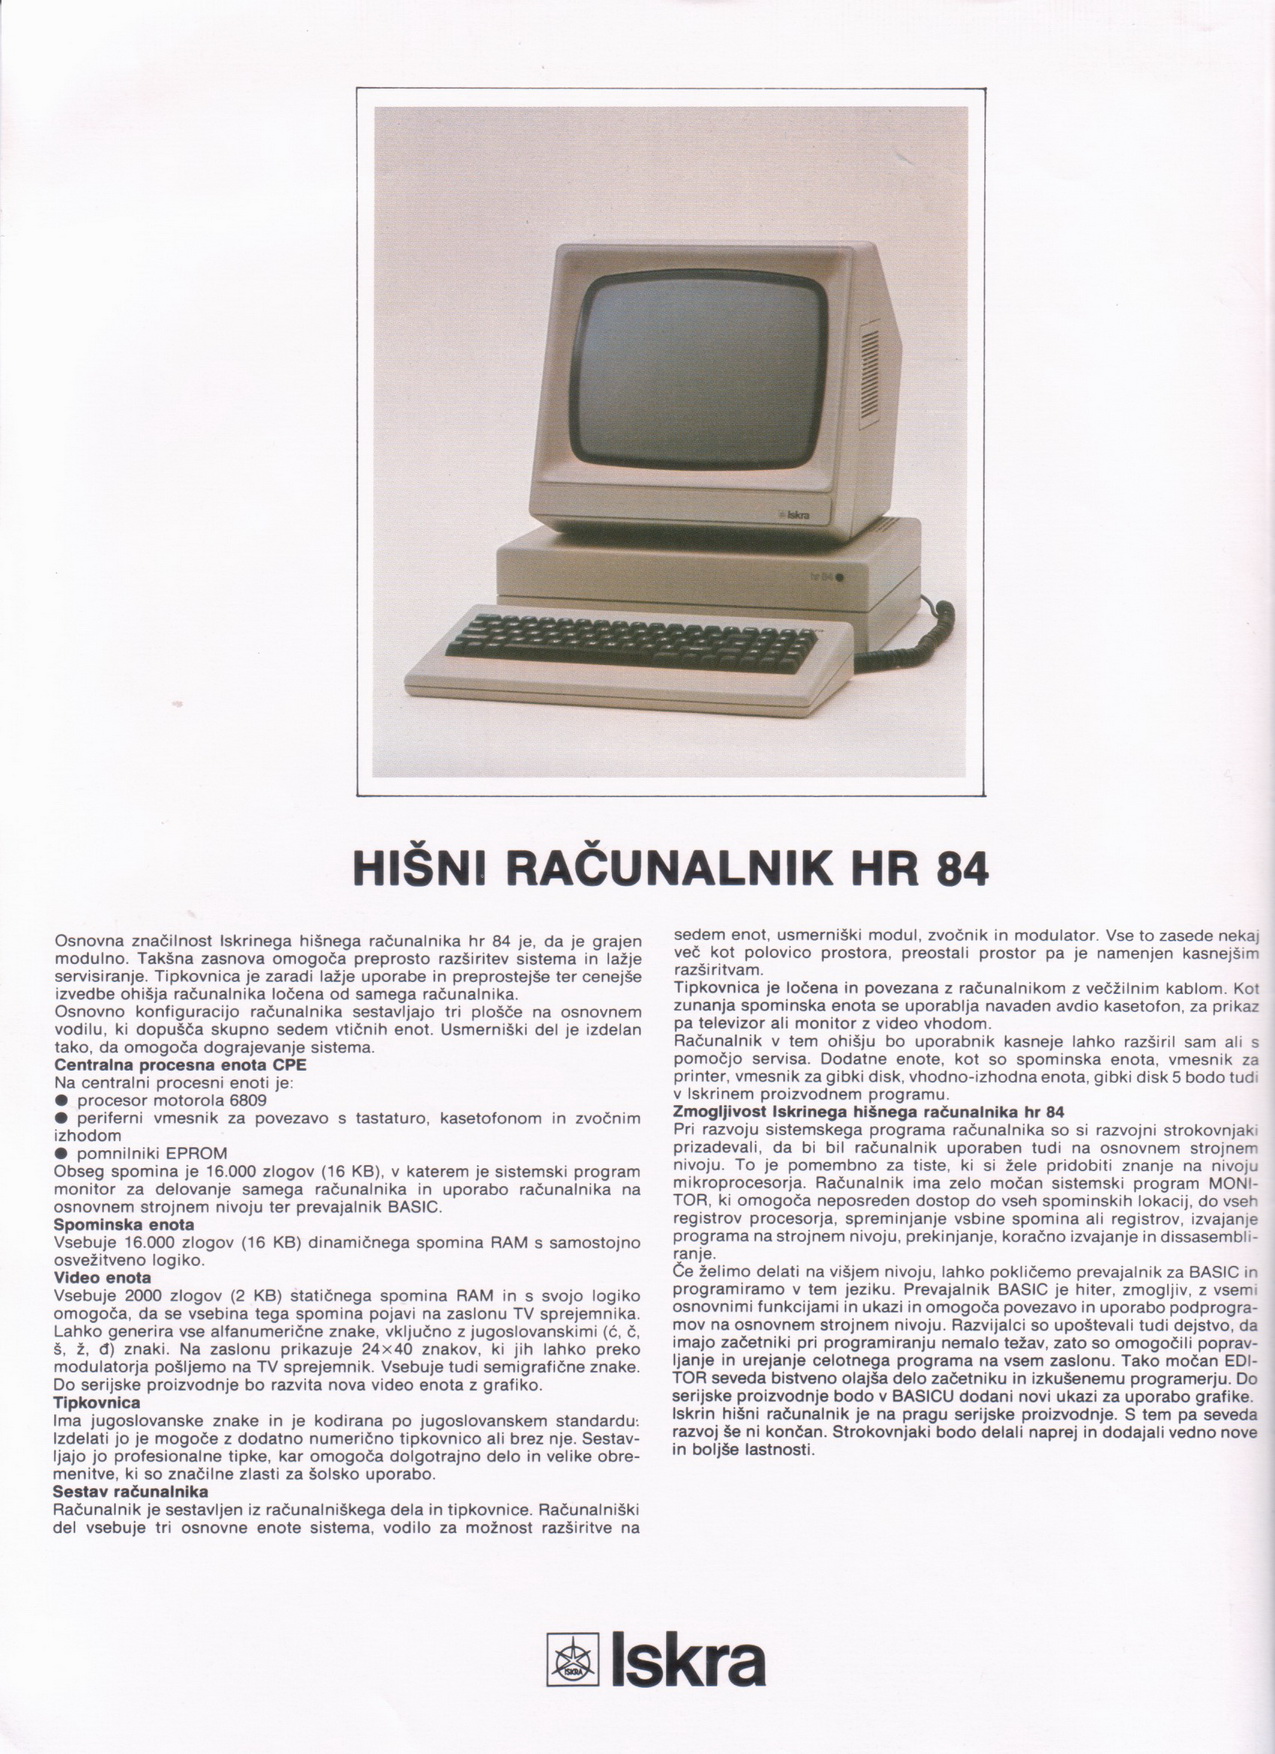 Iskra
hr 84
HIŠNI RAČUNALNIK HR 84
Osnovna značilnost Iskrinega hišnega računalnika hr 84 je, da je grajen
modulno. Takšna zasnova omogoča preprosto razširitev sistema in lažje
servisiranje. Tipkovnica je zaradi lažje uporabe in preprostejše ter cenejše
izvedbe ohišja računalnika ločena od samega računalnika.
Osnovno konfiguracijo računalnika sestavljajo tri plošče na osnovnem
vodilu, ki dopušča skupno sedem vtičnih enot. Usmerniški del je izdelan
tako, da omogoča dograjevanje sistema.
Centralna procesna enota CPE
Na centralni procesni enoti je:
● procesor motorola 6809
● periferni vmesnik za povezavo s tastaturo, kasetofonom in zvočnim
izhodom
● pomnilniki EPROM
Obseg spomina je 16.000 zlogov (16 KB), v katerem je sistemski program
monitor za delovanje samega računalnika in uporabo računalnika na
osnovnem strojnem nivoju ter prevajalnik BASIC.
Spominska enota
Vsebuje 16.000 zlogov (16 KB) dinamičnega spomina RAM s samostojno
osvežitveno logiko.
Video enota
Vsebuje 2000 zlogov (2 KB) statičnega spomina RAM in s svojo logiko
omogoča, da se vsebina tega spomina pojavi na zaslonu TV sprejemnika.
Lahko generira vse alfanumerične znake, vključno z jugoslovanskimi (ć, č,
š, ž, đ) znaki. Na zaslonu prikazuje 24×40 znakov, ki jih lahko preko
modulatorja pošljemo na TV sprejemnik. Vsebuje tudi semigrafične znake.
Do serijske proizvodnje bo razvita nova video enota z grafiko.
Tipkovnica
Ima jugoslovanske znake in je kodirana po jugoslovanskem standardu:
Izdelati jo je mogoče z dodatno numerično tipkovnico ali brez nje. Sestav-
ljajo jo profesionalne tipke, kar omogoča dolgotrajno delo in velike obre-
menitve, ki so značilne zlasti za šolsko uporabo.
Sestav računalnika
Računalnik je sestavljen iz računalniškega dela in tipkovnice. Računalniški
del vsebuje tri osnovne enote sistema, vodilo za možnost razširitve na
sedem enot, usmerniški modul, zvočnik in modulator. Vse to zasede nekaj
več kot polovico prostora, preostali prostor pa je namenjen kasnejšim
razširitvam.
Tipkovnica je ločena in povezana z računalnikom z večžilnim kablom. Kot
zunanja spominska enota se uporablja navaden avdio kasetofon, za prikaz
pa televizor ali monitor z video vhodom.
Računalnik v tem ohišju bo uporabnik kasneje lahko razširil sam ali s
pomočjo servisa. Dodatne enote, kot so spominska enota, vmesnik za
printer, vmesnik za gibki disk, vhodno-izhodna enota, gibki disk 5 bodo tudi
v Iskrinem proizvodnem programu.
Zmogljivost Iskrinega hišnega računalnika hr 84
Pri razvoju sistemskega programa računalnika so si razvojni strokovnjaki
prizadevali, da bi bil računalnik uporaben tudi na osnovnem strojnem
nivoju. To je pomembno za tiste, ki si žele pridobiti znanje na nivoju
mikroprocesorja. Računalnik ima zelo močan sistemski program MONI-
TOR, ki omogoča neposreden dostop do vseh spominskih lokacij, do vseh
registrov procesorja, spreminjanje vsbine spomina ali registrov, izvajanje
programa na strojnem nivoju, prekinjanje, koračno izvajanje in dissasembli-
ranje.
Če želimo delati na višjem nivoju, lahko pokličemo prevajalnik za BASIC in
programiramo v tem jeziku. Prevajalnik BASIC je hiter, zmogljiv, z vsemi
osnovnimi funkcijami in ukazi in omogoča povezavo in uporabo podprogra-
mov na osnovnem strojnem nivoju. Razvijalci so upoštevali tudi dejstvo, da
imajo začetniki pri programiranju nemalo težav, zato so omogočili poprav-
ljanje in urejanje celotnega programa na vsem zaslonu. Tako močan EDI-
TOR seveda bistveno olajša delo začetniku in izkušenemu programerju. Do
serijske proizvodnje bodo v BASICU dodani novi ukazi za uporabo grafike.
Iskrin hišni računalnik je na pragu serijske proizvodnje. S tem pa seveda
razvoj še ni končan. Strokovnjaki bodo delali naprej in dodajali vedno nove
in boljše lastnosti.
ISKRA
Iskra